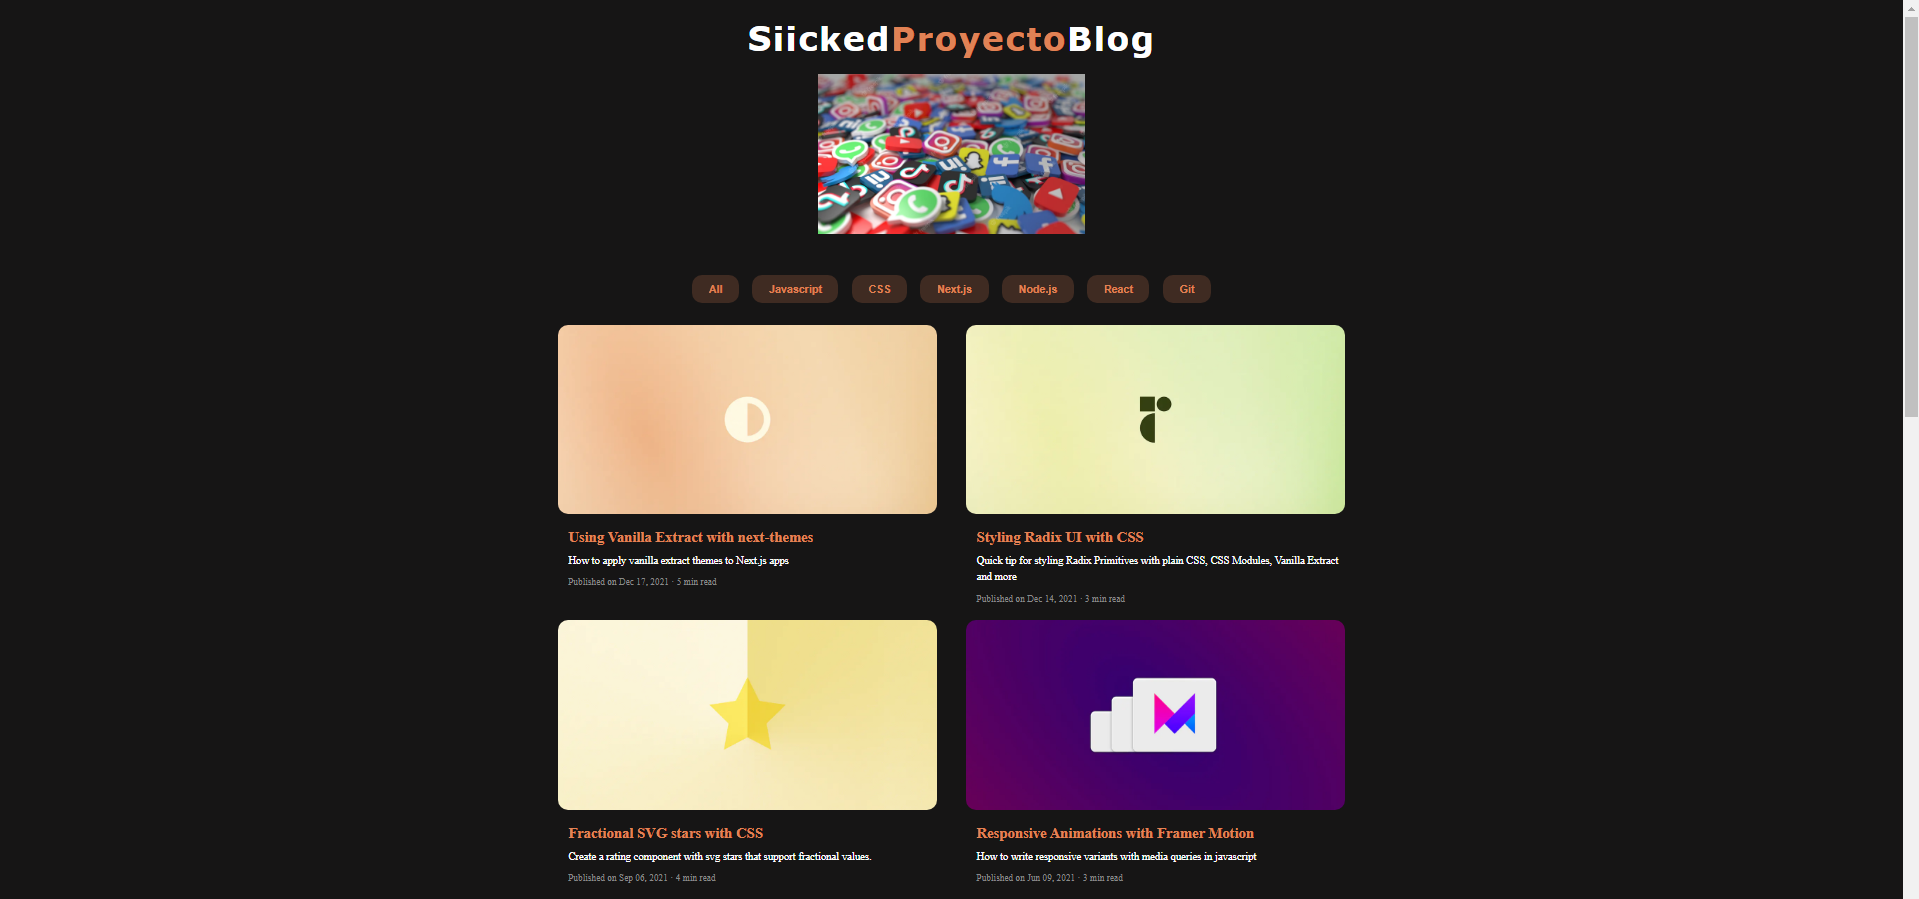 SiickedProyectoBlog
All Javascript CSS Next.js Node.js React Git
Using Vanilla Extract with next-themes
How to apply vanilla extract themes to Next.js apps
Published on Dec 17, 2021 · 5 min read
Styling Radix UI with CSS
Quick tip for styling Radix Primitives with plain CSS, CSS Modules, Vanilla Extract
and more
Published on Dec 14, 2021 · 3 min read
Fractional SVG stars with CSS
Create a rating component with svg stars that support fractional values.
Published on Sep 06, 2021 · 4 min read
Responsive Animations with Framer Motion
How to write responsive variants with media queries in javascript
Published on Jun 09, 2021 · 3 min read